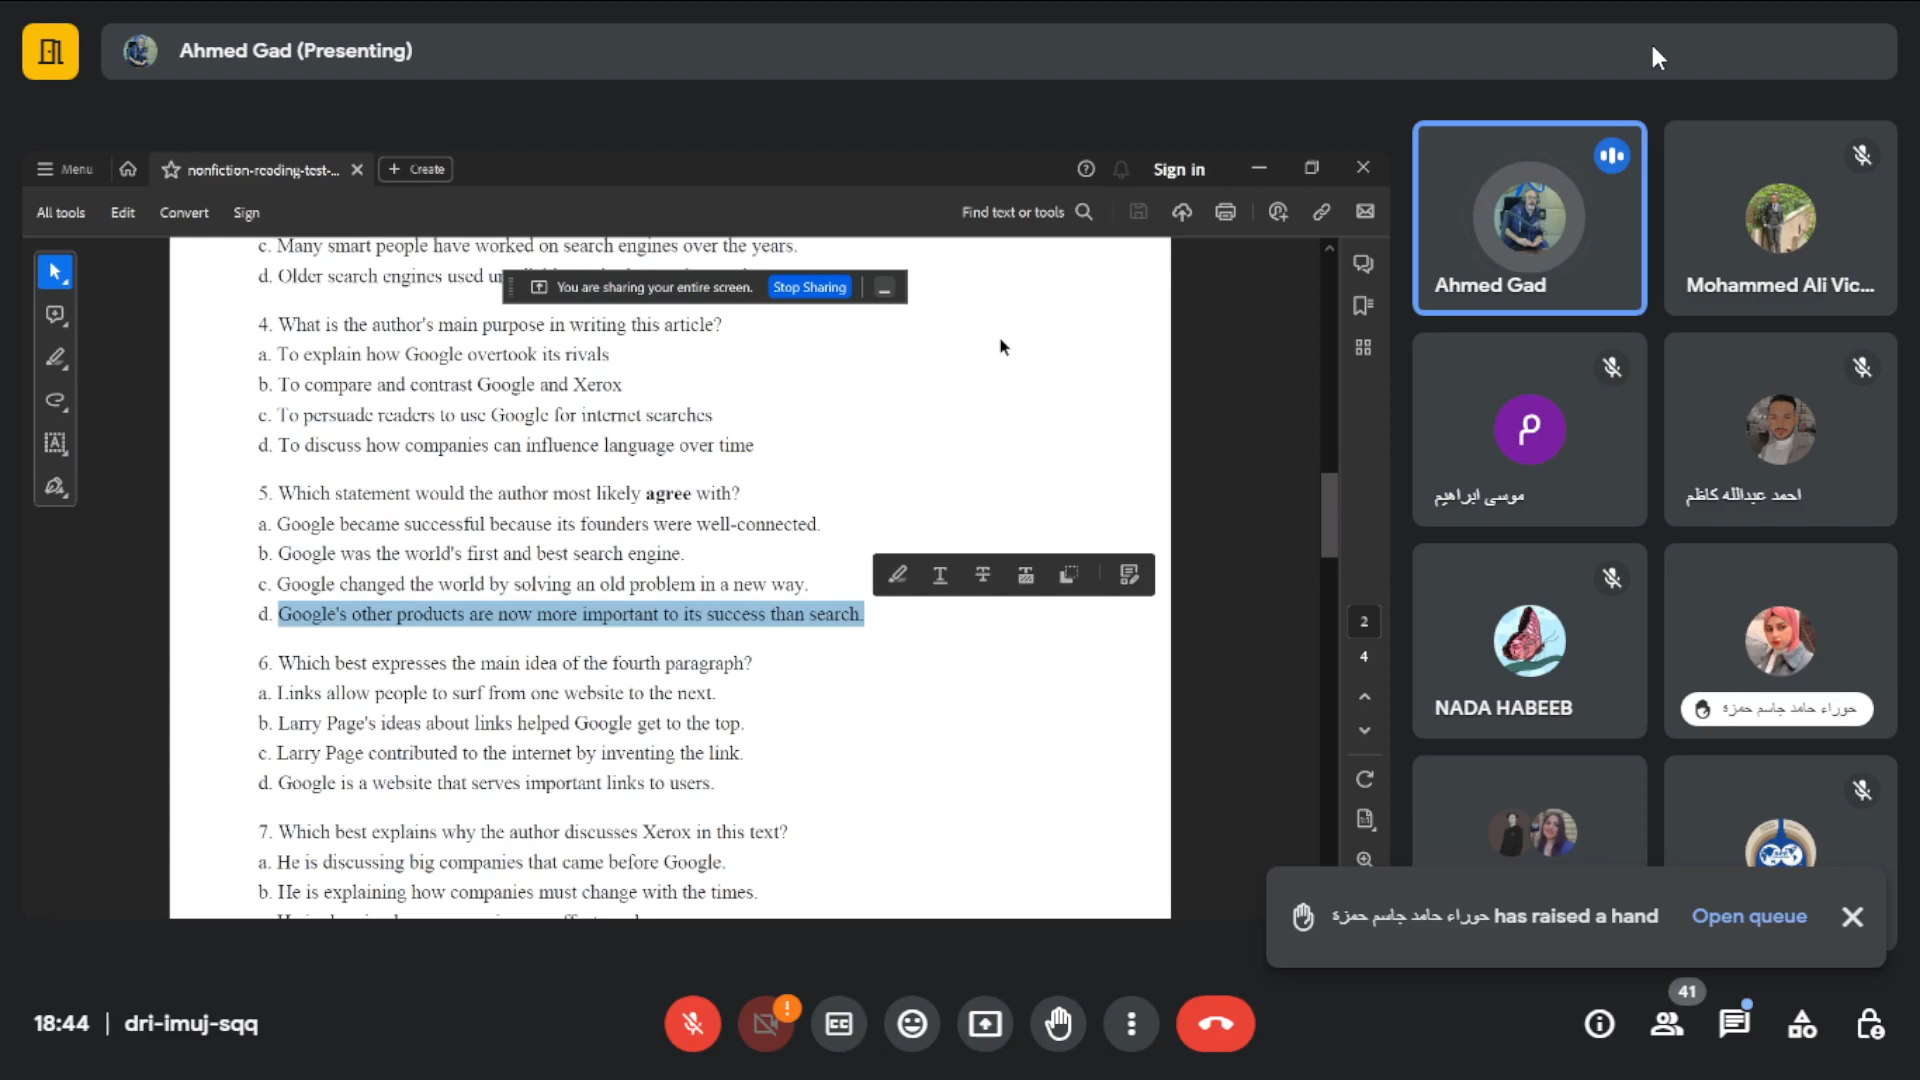 Ahmed Gad (Presenting)
Menu
nonfiction-reading-test-...
Create
Sign in
All tools
Edit
Convert
Sign
Find text or tools
c. Many smart people have worked on search engines over the years.
d. Older search engines used
You are sharing your entire screen.
Stop Sharing
4. What is the author's main purpose in writing this article?
a. To explain how Google overtook its rivals
b. To compare and contrast Google and Xerox
c. To persuade readers to use Google for internet searches
d. To discuss how companies can influence language over time
5. Which statement would the author most likely agree with?
a. Google became successful because its founders were well-connected.
b. Google was the world's first and best search engine.
c. Google changed the world by solving an old problem in a new way.
d. Google's other products are now more important to its success than search.
6. Which best expresses the main idea of the fourth paragraph?
a. Links allow people to surf from one website to the next.
b. Larry Page's ideas about links helped Google get to the top.
c. Larry Page contributed to the internet by inventing the link.
d. Google is a website that serves important links to users.
7. Which best explains why the author discusses Xerox in this text?
a. He is discussing big companies that came before Google.
b. He is explaining how companies must change with the times.
2
4
Ahmed Gad
Mohammed Ali Vic...
م
موسى ابراهيم
احمد عبدالله كاظم
NADA HABEEB
حوراء حامد جاسم حمزة
حوراء حامد جاسم حمزة has raised a hand
Open queue
18:44
dri-imuj-sqq
41